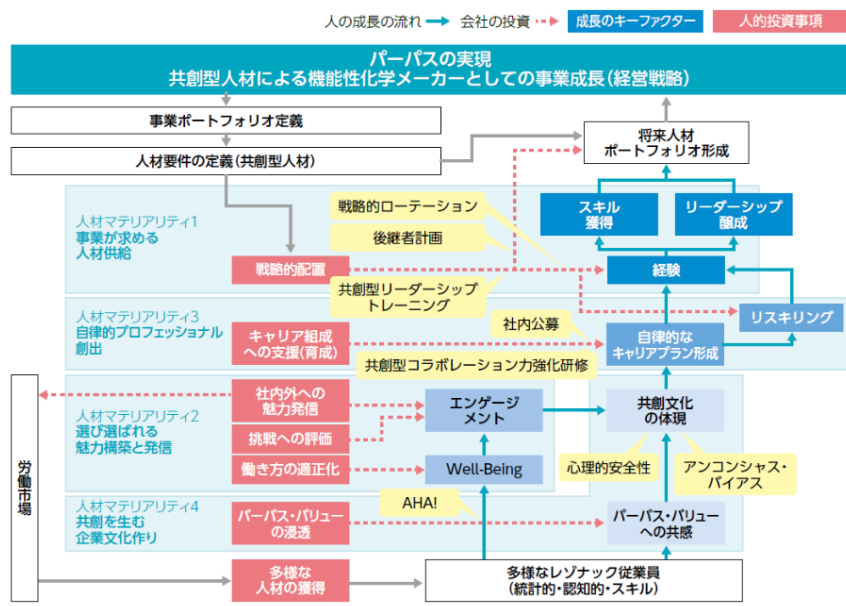 人の成長の流れ
会社の投資
成長のキーファクター
人的投資事項
パーパスの実現
共創型人材による機能性化学メーカーとしての事業成長(経営戦略)
事業ポートフォリオ定義
人材要件の定義(共創型人材)
将来人材
ポートフォリオ形成
人材マテリアリティ1
事業が求める
人材供給
戦略的ローテーション
後継者計画
スキル
獲得
リーダーシップ
醸成
戦略的配置
経験
共創型リーダーシップ
トレーニング
人材マテリアリティ3
自律的プロフェッショナル
創出
キャリア組成
への支援(育成)
社内公募
自律的な
キャリアプラン形成
リスキリング
共創型コラボレーション力強化研修
労働市場
人材マテリアリティ2
選び選ばれる
魅力構築と発信
社内外への
魅力発信
挑戦への評価
働き方の適正化
エンゲージ
メント
Well-Being
共創文化
の体現
心理的安全性
アンコンシャス・
バイアス
AHA!
人材マテリアリティ4
共創を生む
企業文化作り
パーパス・バリュー
の浸透
パーパス・バリュー
への共感
多様な
人材の獲得
多様なレゾナック従業員
(統計的・認知的・スキル)